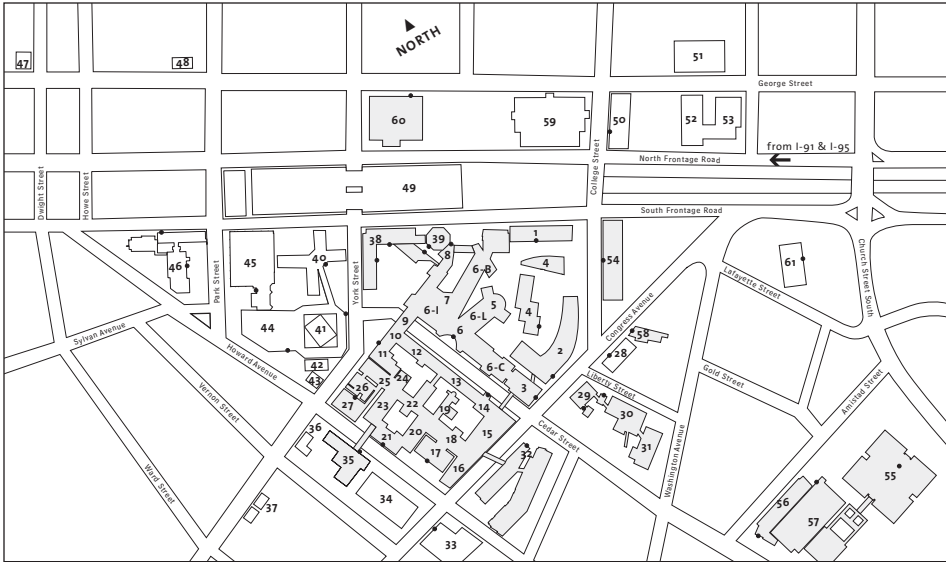 NORTH
47
48
51
George Street
60
59
50
52
53
from I-91 & I-95
North Frontage Road
College Street
Dwight Street
Howe Street
49
South Frontage Road
38
39
8
1
6-B
4
54
61
46
45
40
Park Street
York Street
7
5
6-I
6-L
4
Lafayette Street
Church Street South
Congress Avenue
44
41
9
10
6
2
58
28
Sylvan Avenue
Howard Avenue
42
43
11
12
6-C
3
Liberty Street
Gold Street
Amistad Street
26
25
24
13
27
23
22
19
14
29
30
Vernon Street
36
21
20
18
15
Cedar Street
31
Washington Avenue
35
17
16
32
Ward Street
34
37
33
55
56
57